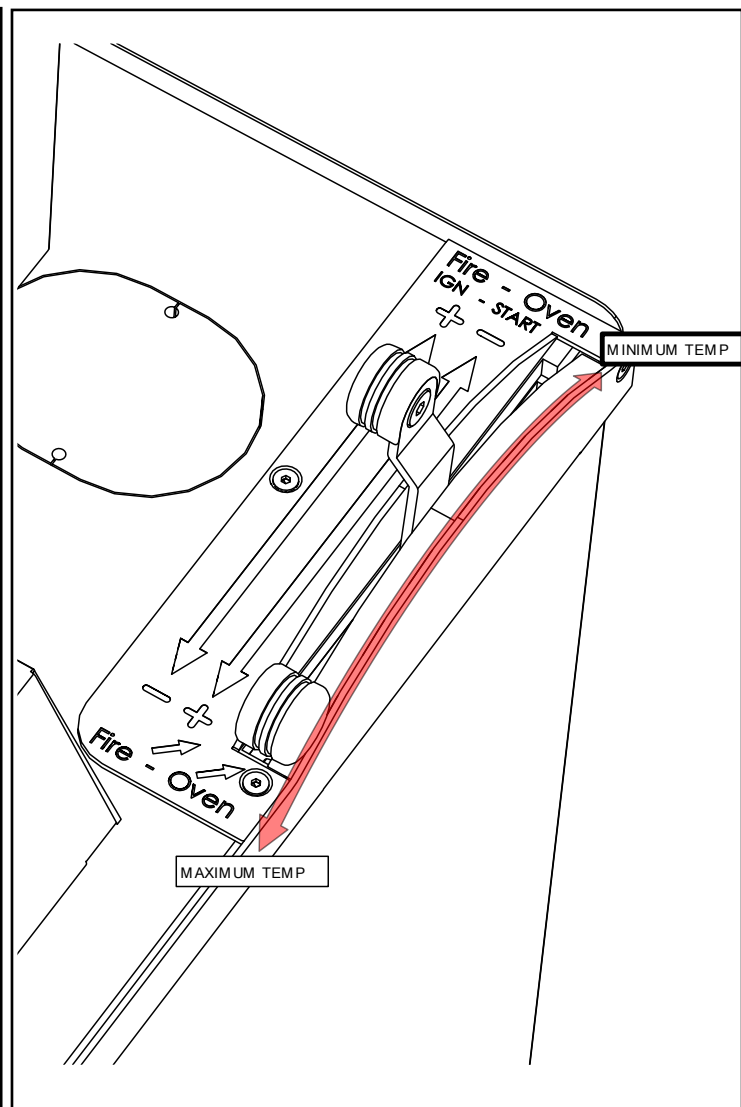 Fire - Oven
IGN - START
+ -
MINIMUM TEMP
- +
Fire - Oven
MAXIMUM TEMP